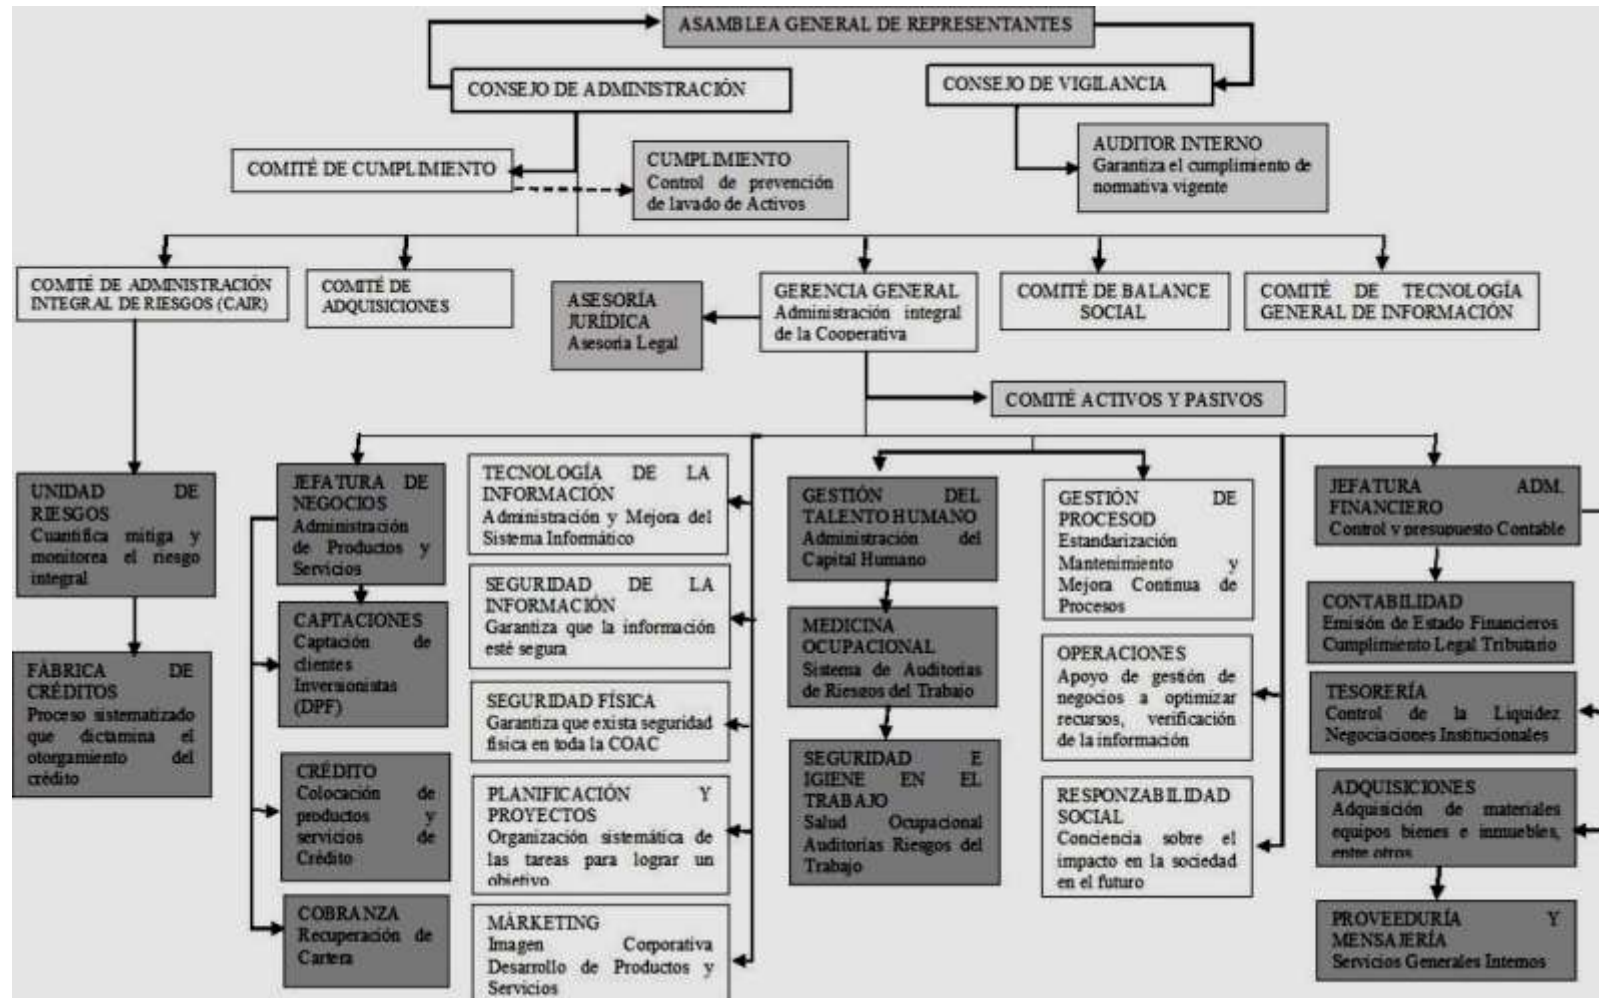 ASAMBLEA GENERAL DE REPRESENTANTES
CONSEJO DE ADMINISTRACIÓN
CONSEJO DE VIGILANCIA
COMITÉ DE CUMPLIMIENTO
CUMPLIMIENTO
Control de prevención
de lavado de Activos
AUDITOR INTERNO
Garantiza el cumplimiento de
normativa vigente
COMITÉ DE ADMINISTRACIÓN
INTEGRAL DE RIESGOS (CAIR)
COMITÉ DE
ADQUISICIONES
ASESORÍA
JURÍDICA
Asesoria Legal
GERENCIA GENERAL
Administración integral
de la Cooperativa
COMITÉ DE BALANCE
SOCIAL
COMITÉ DE TECNOLOGÍA
GENERAL DE INFORMACIÓN
COMITÉ ACTIVOS Y PASIVOS
UNIDAD DE
RIESGOS
Cuantifica mitiga y
monitorea el riesgo
integral
FÀBRICA DE
CRÉDITOS
Proceso sistematizado
que dictamina el
otorgamiento del
crédito
JEFATURA DE
NEGOCIOS
Administración
de Productos y
Servicios
CAPTACIONES
Captación de
clientes
Inversionistas
(DPF)
CRÉDITO
Colocación de
productos y
servicios de
Crédito
COBRANZA
Recuperación de
Cartera
TECNOLOGÍA DE LA
INFORMACIÓN
Administración y Mejora del
Sistema Informático
SEGURIDAD DE LA
INFORMACIÓN
Garantiza que la información
esté segura
SEGURIDAD FÍSICA
Garantiza que exista seguridad
física en toda la COAC
PLANIFICACIÓN Y
PROYECTOS
Organización sistemática de
las tareas para lograr un
objetivo
MÁRKETING
Imagen Corporativa
Desarrollo de Productos y
Servicios
GESTIÓN DEL
TALENTO HUMANO
Administración del
Capital Humano
MEDICINA
OCUPACIONAL
Sistema de Auditorías
de Riesgos del Trabajo
SEGURIDAD E
IGIENE EN EL
TRABAJO
Salud Ocupacional
Auditorías Riesgos del
Trabajo
GESTIÓN DE
PROCESOD
Estandarización
Mantenimiento y
Mejora Continua de
Procesos
OPERACIONES
Apoyo de gestión de
negocios a optimizar
recursos, verificación
de la información
RESPONZABILIDAD
SOCIAL
Conciencia sobre el
impacto en la sociedad
en el futuro
JEFATURA ADM.
FINANCIERO
Control y presupuesto Contable
CONTABILIDAD
Emisión de Estado Financieros
Cumplimiento Legal Tributario
TESORERÍA
Control de la Liquidez
Negociaciones Institucionales
ADQUISICIONES
Adquisición de materiales
equipos bienes e inmuebles,
entre otros
PROVEEDURÍA Y
MENSAJERÍA
Servicios Generales Internos